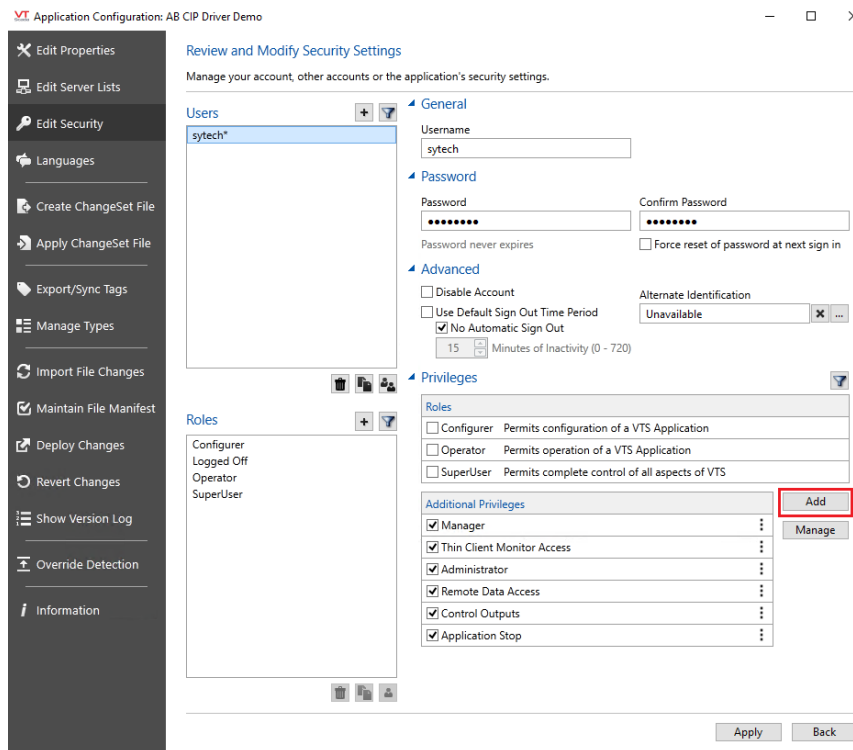 VT Application Configuration: AB CIP Driver Demo
Edit Properties
Edit Server Lists
Edit Security
Languages
Create ChangeSet File
Apply ChangeSet File
Export/Sync Tags
Manage Types
Import File Changes
Maintain File Manifest
Deploy Changes
Revert Changes
Show Version Log
Override Detection
Information
Review and Modify Security Settings
Manage your account, other accounts or the application's security settings.
Users
sytech*
Roles
Configurer
Logged Off
Operator
SuperUser
General
Username
sytech
Password
Password Confirm Password
Password never expires Force reset of password at next sign in
Advanced
Disable Account
Alternate Identification
Use Default Sign Out Time Period
Unavailable ...
No Automatic Sign Out
15 Minutes of Inactivity (0 - 720)
Privileges
Roles
Configurer Permits configuration of a VTS Application
Operator Permits operation of a VTS Application
SuperUser Permits complete control of all aspects of VTS
Additional Privileges
Add
Manager
Manage
Thin Client Monitor Access
Administrator
Remote Data Access
Control Outputs
Application Stop
Apply Back